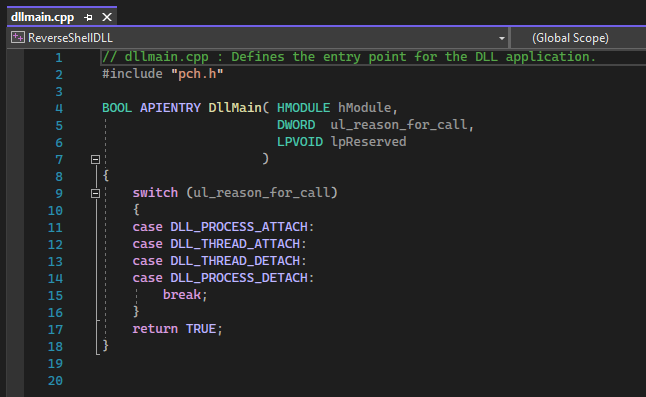 dllmain.cpp
ReverseShellDLL (Global Scope)
1 // dllmain.cpp : Defines the entry point for the DLL application.
2 #include "pch.h"
3
4 BOOL APIENTRY DllMain( HMODULE hModule,
5 DWORD ul_reason_for_call,
6 LPVOID lpReserved
7 )
8 {
9 switch (ul_reason_for_call)
10 {
11 case DLL_PROCESS_ATTACH:
12 case DLL_THREAD_ATTACH:
13 case DLL_THREAD_DETACH:
14 case DLL_PROCESS_DETACH:
15 break;
16 }
17 return TRUE;
18 }
19
20